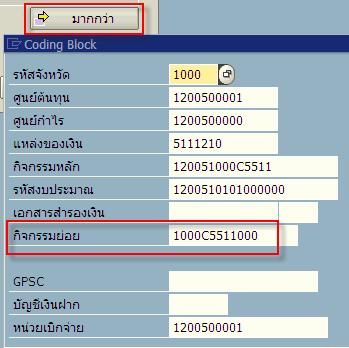 มากกว่า
Coding Block
รหัสจังหวัด 1000
ศูนย์ต้นทุน 1200500001
ศูนย์กำไร 1200500000
แหล่งของเงิน 5111210
กิจกรรมหลัก 120051000C5511
รหัสงบประมาณ 1200510101000000
เอกสารสำรองเงิน
กิจกรรมย่อย 1000C5511000
GPSC
บัญชีเงินฝาก
หน่วยเบิกจ่าย 1200500001